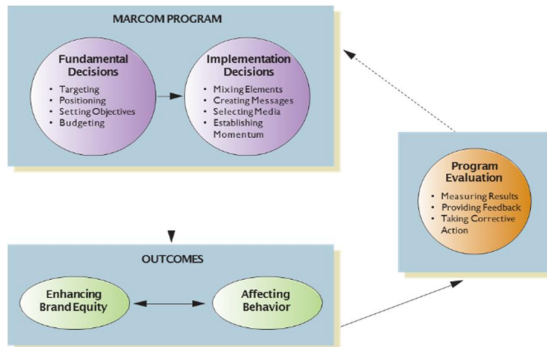 MARCOM PROGRAM
Fundamental
Decisions
• Targeting
• Positioning
• Setting Objectives
• Budgeting
Implementation
Decisions
• Mixing Elements
• Creating Messages
• Selecting Media
• Establishing
Momentum
Program
Evaluation
• Measuring Results
• Providing Feedback
• Taking Corrective
Action
OUTCOMES
Enhancing
Brand Equity
Affecting
Behavior